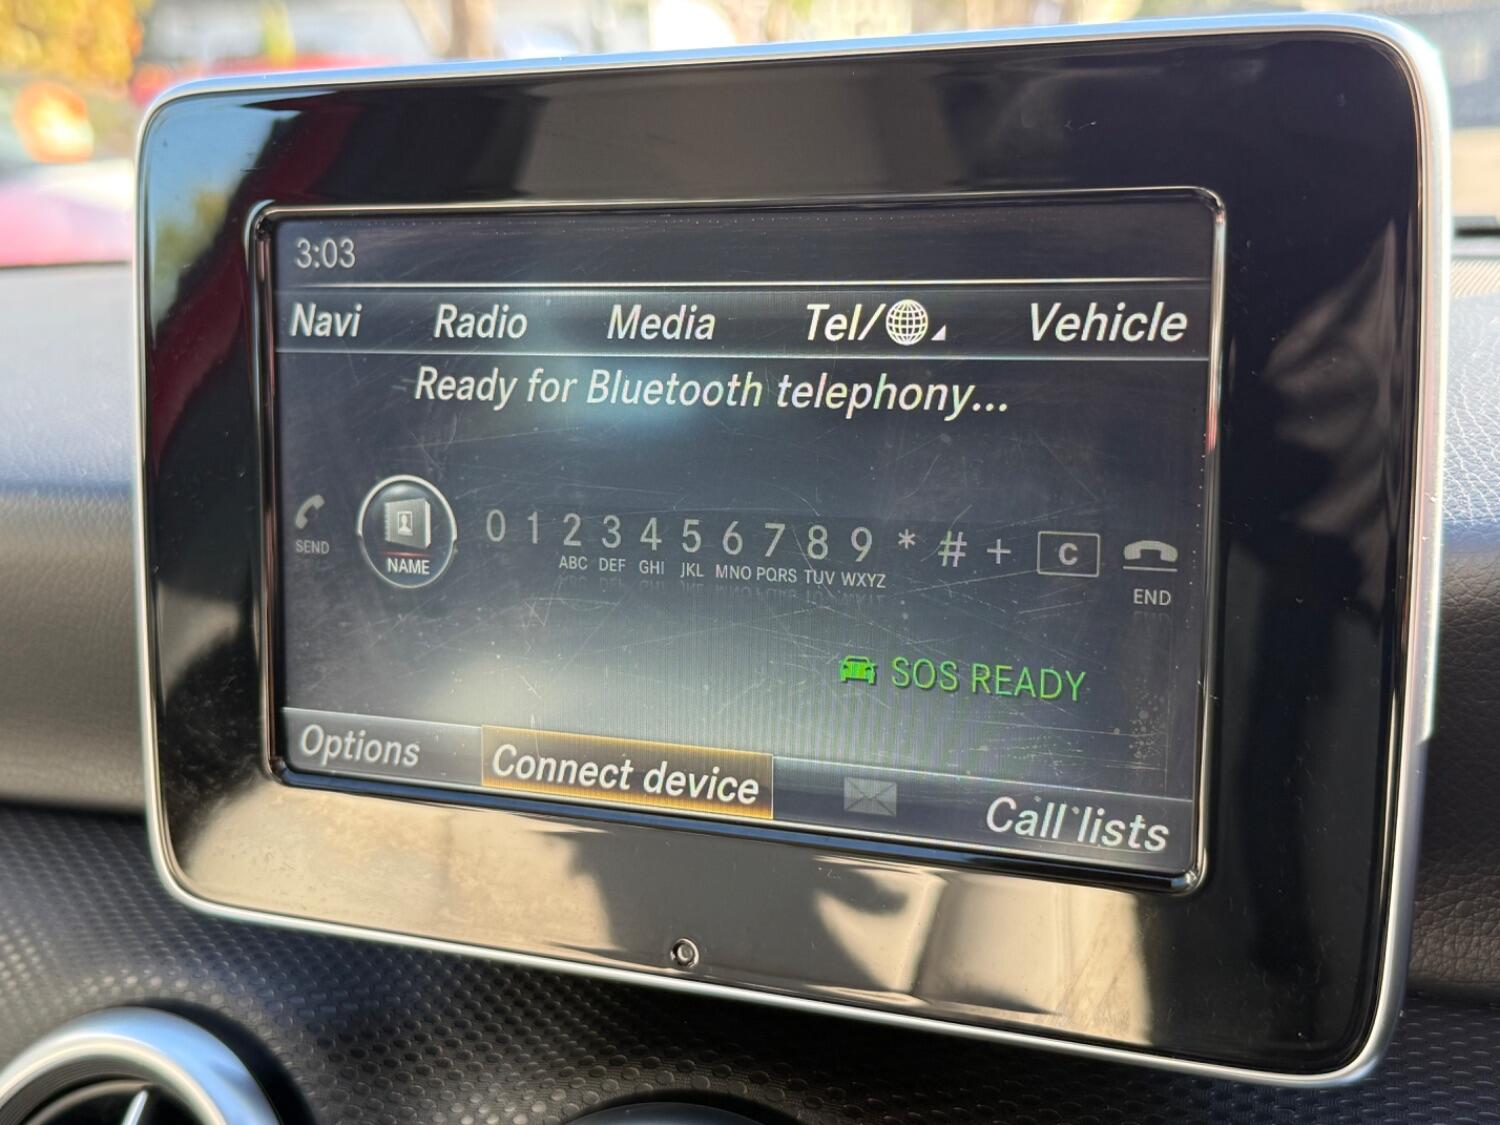 3:03
Navi Radio Media Tel/ Vehicle
Ready for Bluetooth telephony...
0 1 2 3 4 5 6 7 8 9 * # + C
SEND NAME ABC DEF GHI JKL MNO PQRS TUV WXYZ END
SOS READY
Options Connect device Call lists